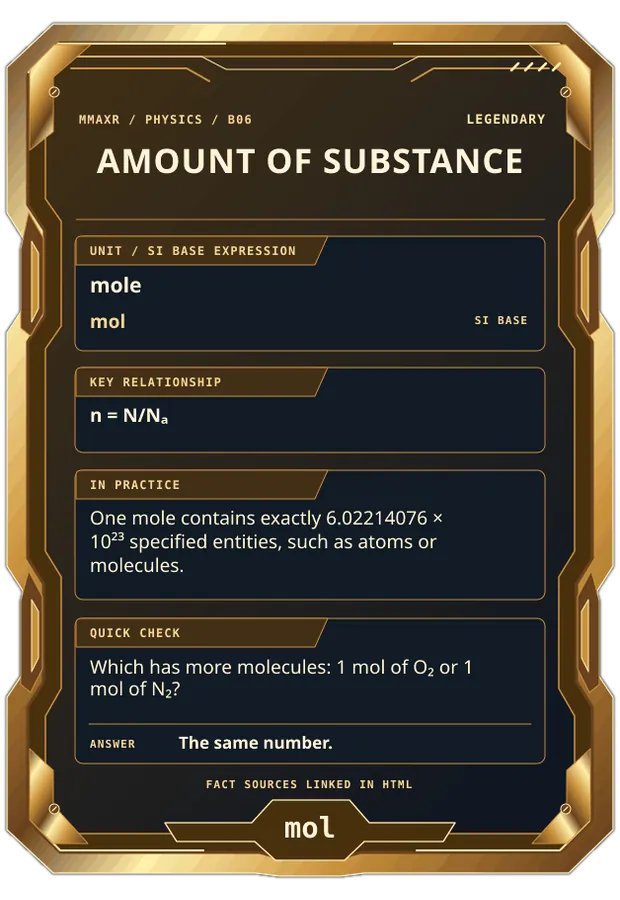 MMAXR / PHYSICS / B06
LEGENDARY
AMOUNT OF SUBSTANCE
UNIT / SI BASE EXPRESSION
mole
mol
SI BASE
KEY RELATIONSHIP
n = N/Nₐ
IN PRACTICE
One mole contains exactly 6.02214076 ×
10²³ specified entities, such as atoms or
molecules.
QUICK CHECK
Which has more molecules: 1 mol of O₂ or 1
mol of N₂?
ANSWER The same number.
FACT SOURCES LINKED IN HTML
mol